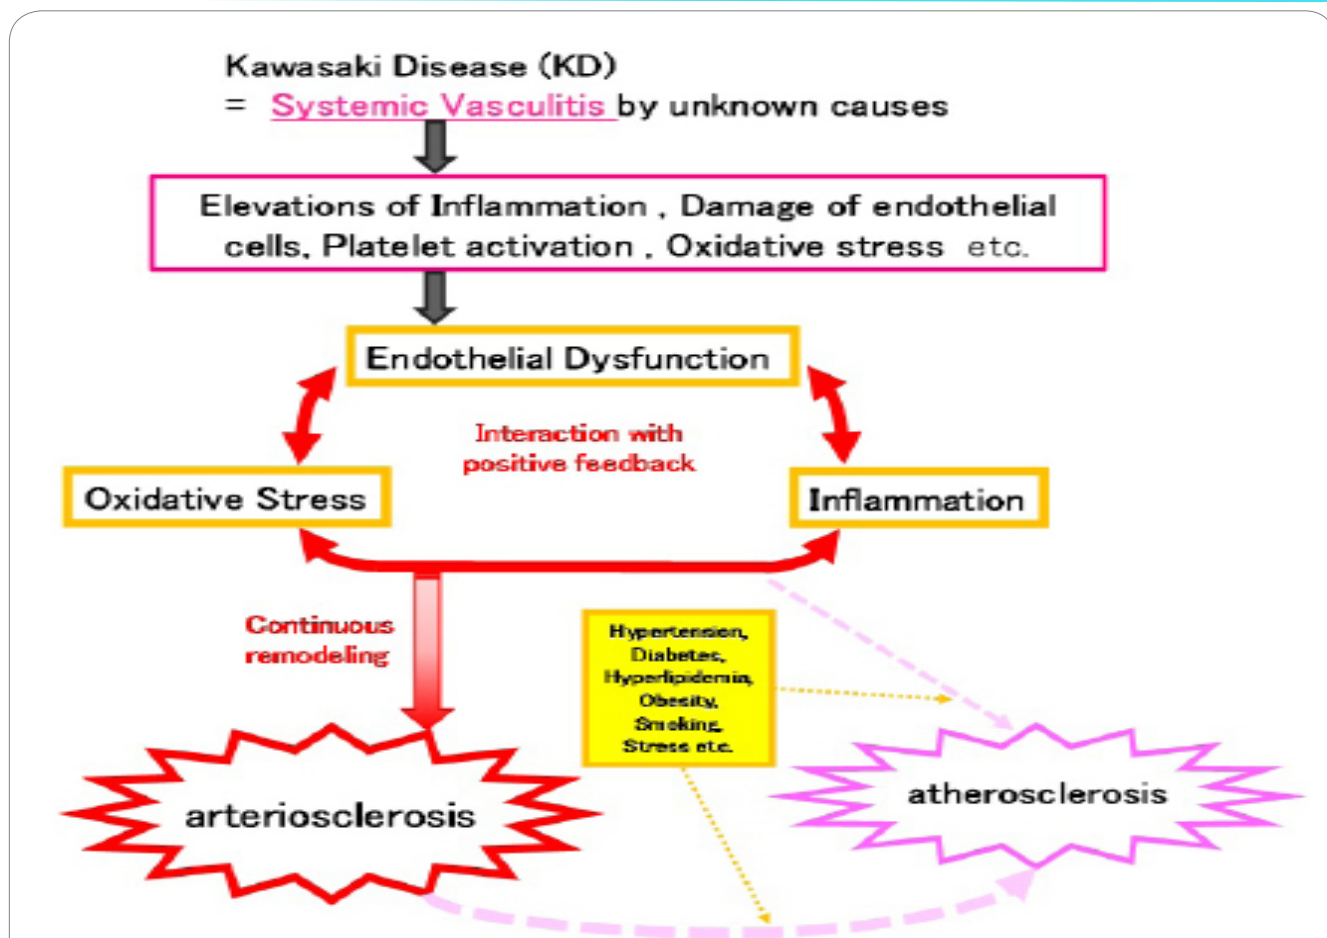 Kawasaki Disease (KD)
= Systemic Vasculitis by unknown causes
Elevations of Inflammation , Damage of endothelial
cells, Platelet activation , Oxidative stress etc.
Endothelial Dysfunction
Interaction with
positive feedback
Oxidative Stress
Inflammation
Continuous
remodeling
Hypertension,
Diabetes,
Hyperlipidemia,
Obesity,
Smoking,
Stress etc.
arteriosclerosis
atherosclerosis